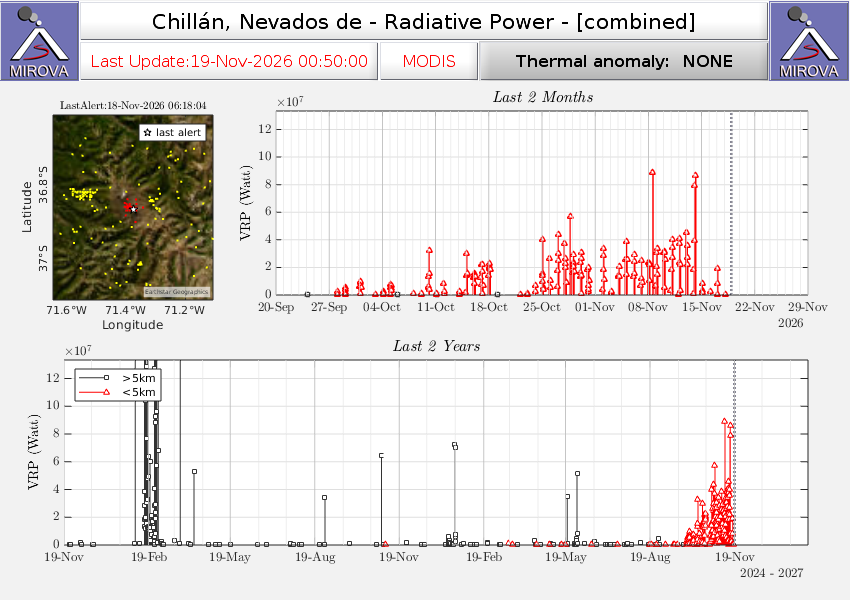 Chillán, Nevados de - Radiative Power - [combined]
MIROVA
Last Update:19-Nov-2026 00:50:00
MODIS
Thermal anomaly: NONE
MIROVA
LastAlert:18-Nov-2026 06:18:04
last alert
Latitude
36.8°S
37°S
Earthstar Geographics
71.6°W 71.4°W 71.2°W
Longitude
Last 2 Months
×10⁷
VRP (Watt)
12
10
8
6
4
2
0
20-Sep 27-Sep 04-Oct 11-Oct 18-Oct 25-Oct 01-Nov 08-Nov 15-Nov 22-Nov 29-Nov
2026
Last 2 Years
×10⁷
>5km
<5km
VRP (Watt)
12
10
8
6
4
2
0
19-Nov 19-Feb 19-May 19-Aug 19-Nov 19-Feb 19-May 19-Aug 19-Nov
2024 - 2027